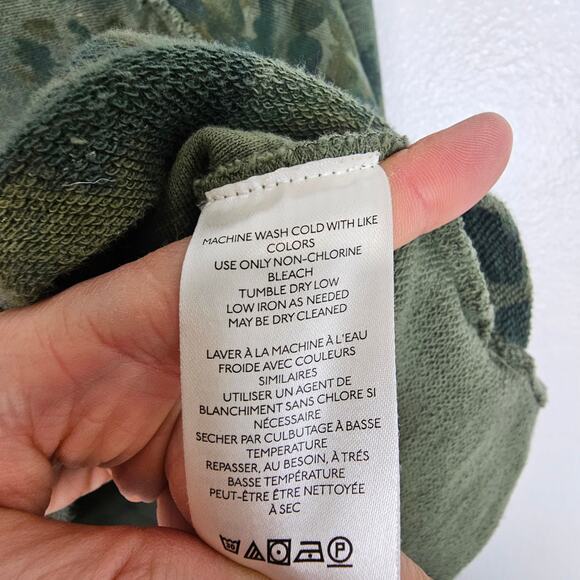 MACHINE WASH COLD WITH LIKE
COLORS
USE ONLY NON-CHLORINE
BLEACH
TUMBLE DRY LOW
LOW IRON AS NEEDED
MAY BE DRY CLEANED
LAVER À LA MACHINE À L'EAU
FROIDE AVEC COULEURS
SIMILAIRES
UTILISER UN AGENT DE
BLANCHIMENT SANS CHLORE SI
NÉCESSAIRE
SECHER PAR CULBUTAGE À BASSE
TEMPERATURE
REPASSER, AU BESOIN, À TRÉS
BASSE TEMPÉRATURE
PEUT-ÊTRE ÊTRE NETTOYÉE
À SEC
30 P